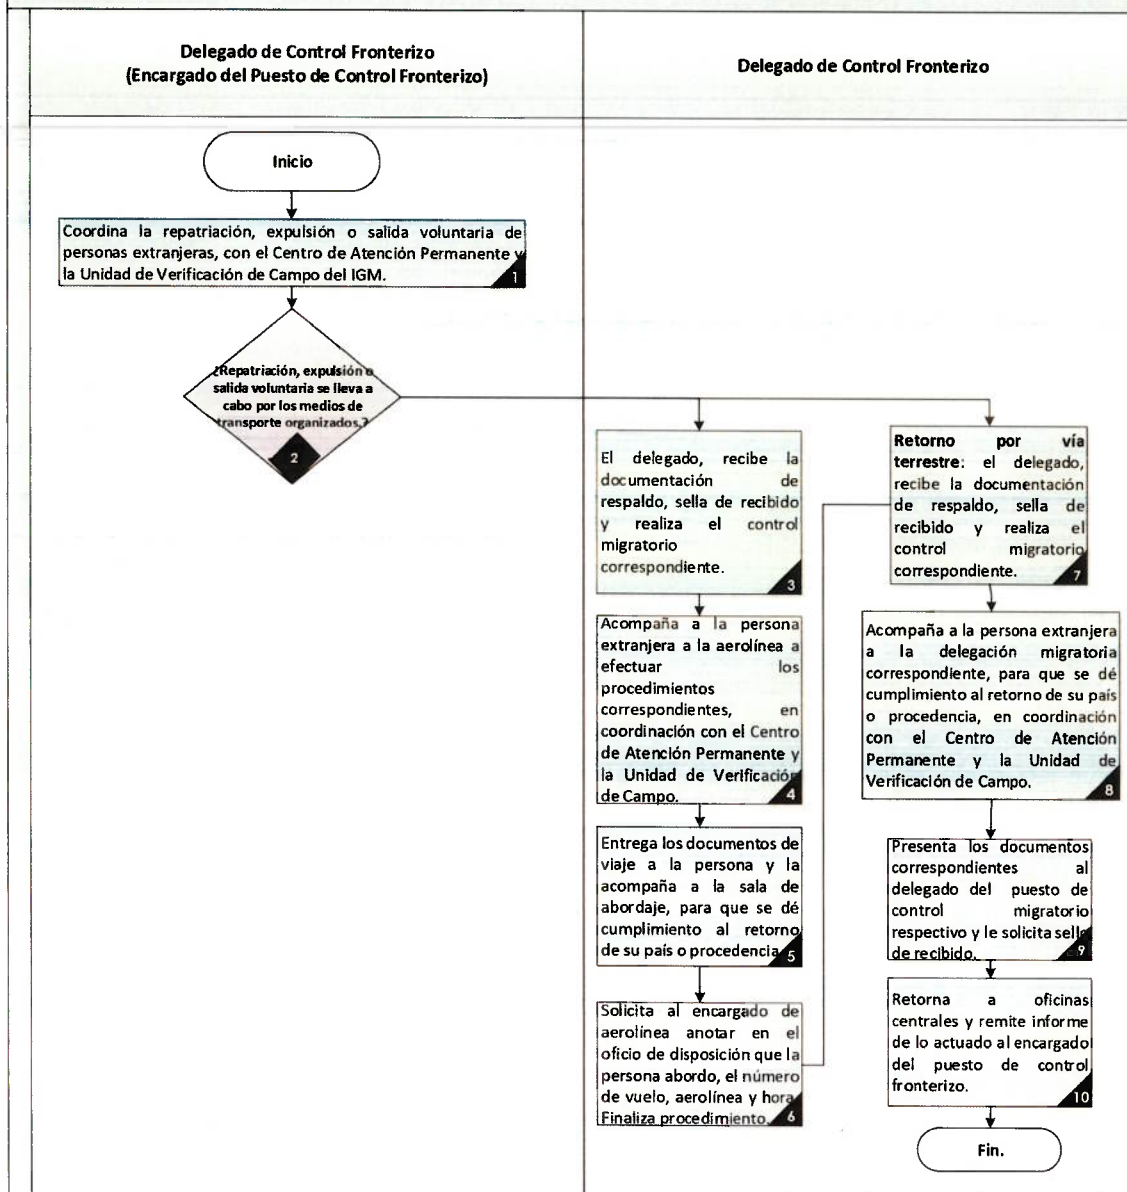 Delegado de Control Fronterizo
(Encargado del Puesto de Control Fronterizo)
Delegado de Control Fronterizo
Inicio
Coordina la repatriación, expulsión o salida voluntaria de
personas extranjeras, con el Centro de Atención Permanente y
la Unidad de Verificación de Campo del IGM.
1
¿Repatriación, expulsión o
salida voluntaria se lleva a
cabo por los medios de
transporte organizados,?
2
El delegado, recibe la
documentación de
respaldo, sella de recibido
y realiza el control
migratorio
correspondiente.
3
Acompaña a la persona
extranjera a la aerolínea a
efectuar los
procedimientos
correspondientes, en
coordinación con el Centro
de Atención Permanente y
la Unidad de Verificación
de Campo.
4
Entrega los documentos de
viaje a la persona y la
acompaña a la sala de
abordaje, para que se dé
cumplimiento al retorno
de su país o procedencia
5
Solicita al encargado de
aerolínea anotar en el
oficio de disposición que la
persona abordo, el número
de vuelo, aerolínea y hora.
Finaliza procedimiento.
6
Retorno por vía
terrestre: el delegado,
recibe la documentación
de respaldo, sella de
recibido y realiza el
control migratorio
correspondiente.
7
Acompaña a la persona extranjera
a la delegación migratoria
correspondiente, para que se dé
cumplimiento al retorno de su país
o procedencia, en coordinación
con el Centro de Atención
Permanente y la Unidad de
Verificación de Campo.
8
Presenta los documentos
correspondientes al
delegado del puesto de
control migratorio
respectivo y le solicita sello
de recibido.
9
Retorna a oficinas
centrales y remite informe
de lo actuado al encargado
del puesto de control
fronterizo.
10
Fin.